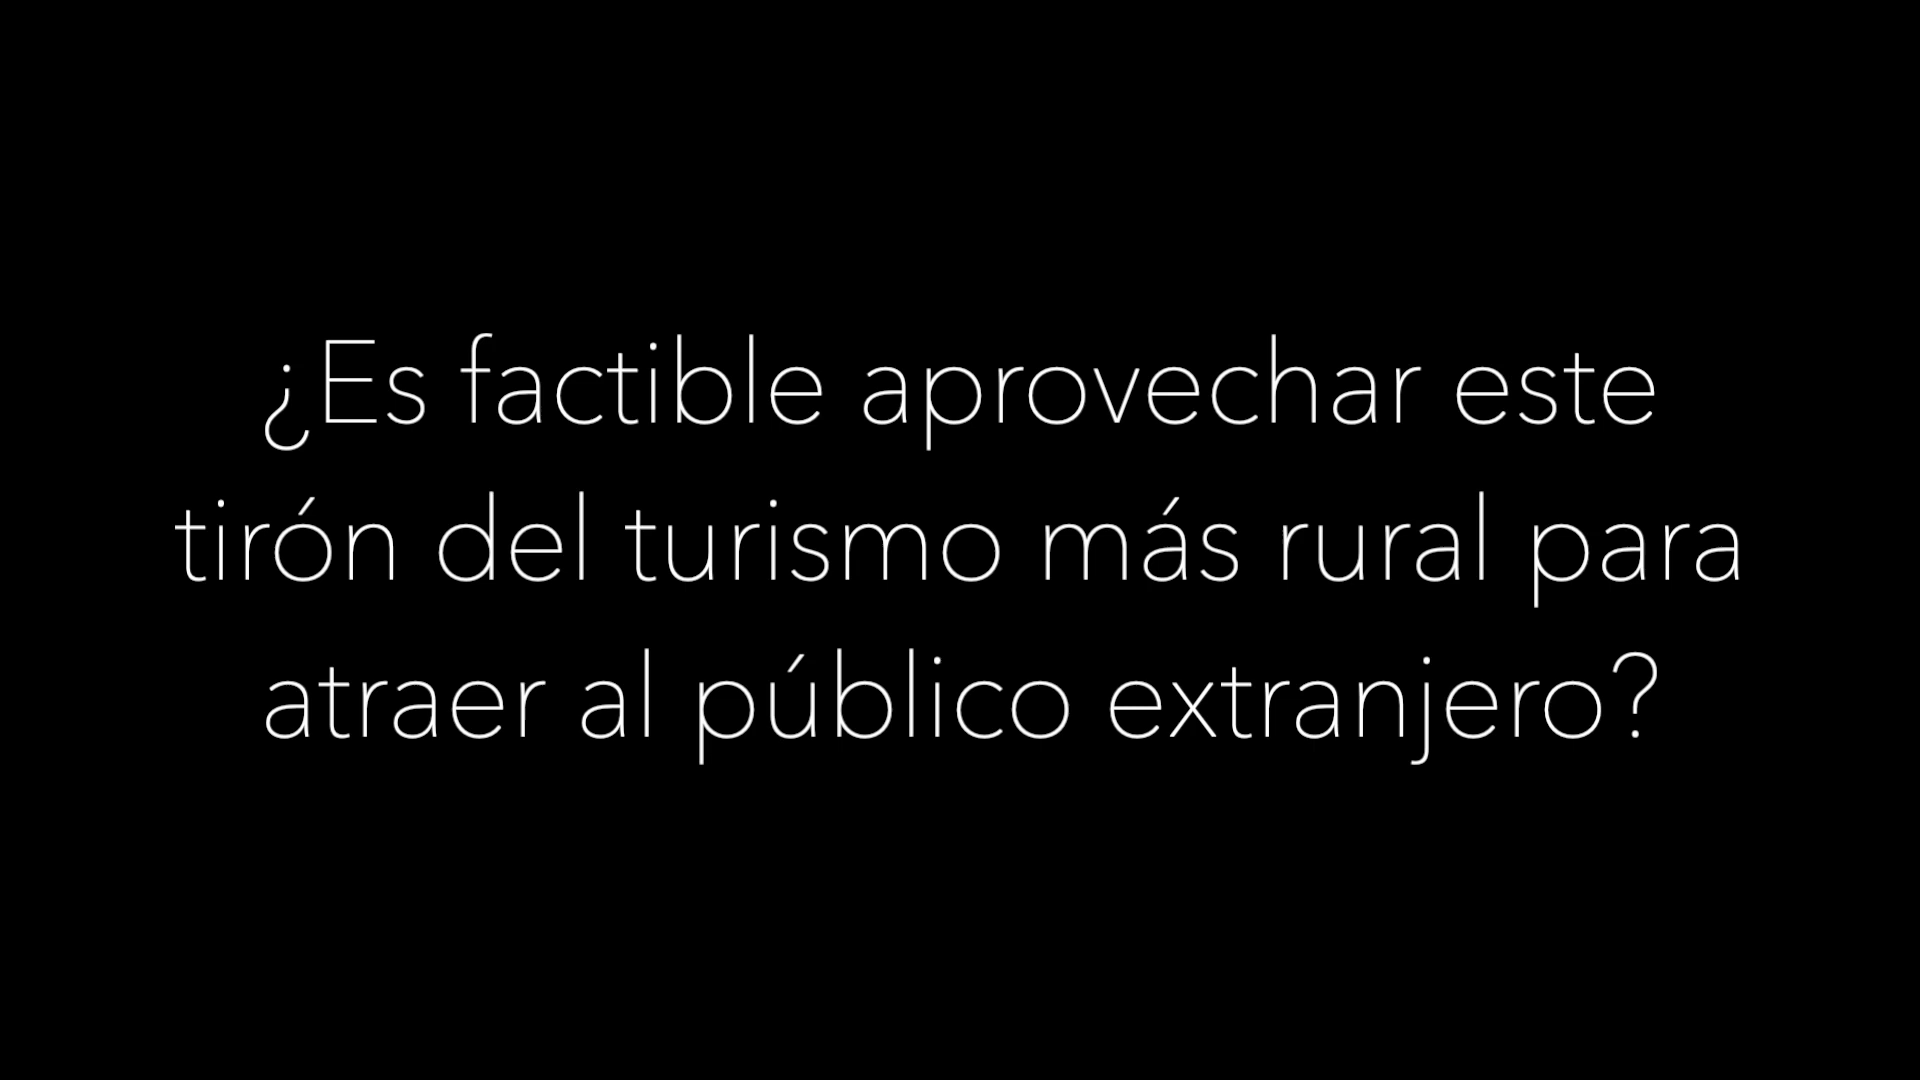 ¿Es factible aprovechar este
tirón del turismo más rural para
atraer al público extranjero?